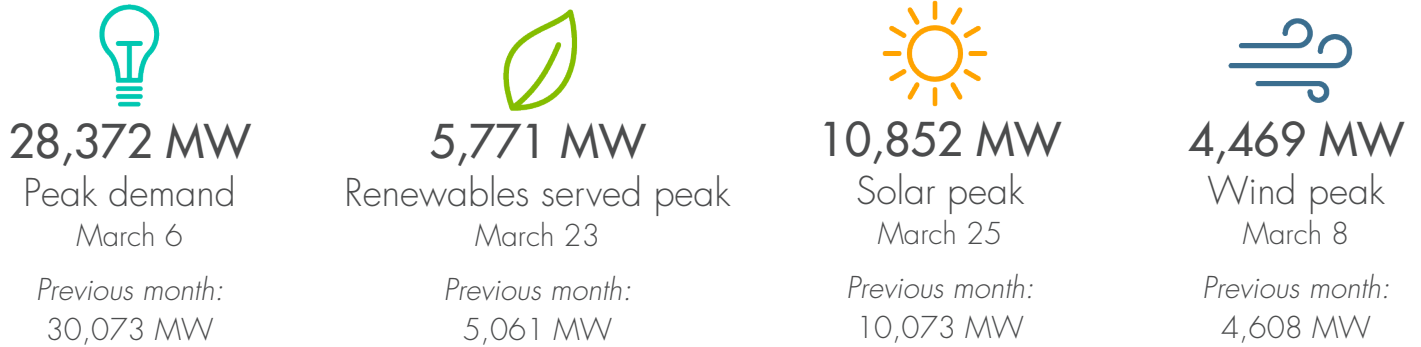 28,372 MW
Peak demand
March 6
Previous month:
30,073 MW
5,771 MW
Renewables served peak
March 23
Previous month:
5,061 MW
10,852 MW
Solar peak
March 25
Previous month:
10,073 MW
4,469 MW
Wind peak
March 8
Previous month:
4,608 MW